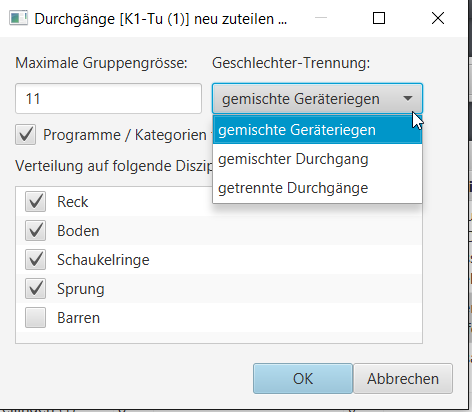 Durchgänge [K1-Tu (1)] neu zuteilen ...
Maximale Gruppengrösse:
Geschlechter-Trennung:
11
gemischte Geräteriegen
Programme / Kategorien
gemischte Geräteriegen
gemischter Durchgang
getrennte Durchgänge
Verteilung auf folgende Diszip
Reck
Boden
Schaukelringe
Sprung
Barren
OK
Abbrechen